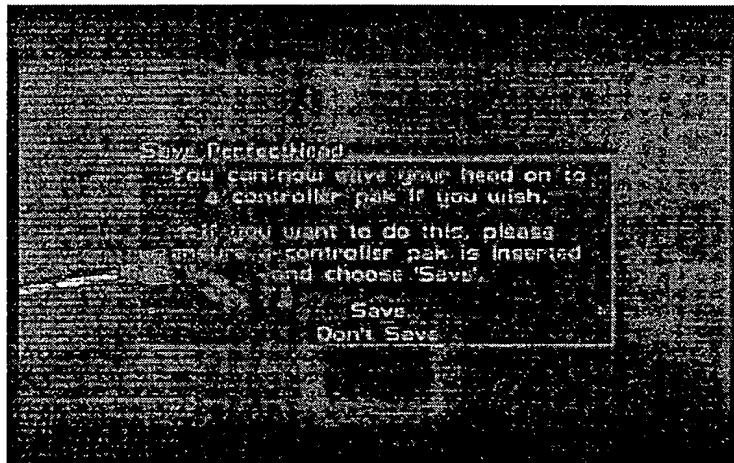 Save PerfectHead
You can now save your head on to
a controller pak if you wish.
If you want to do this, please
ensure a controller pak is inserted
and choose 'Save'.
Save
Don't Save